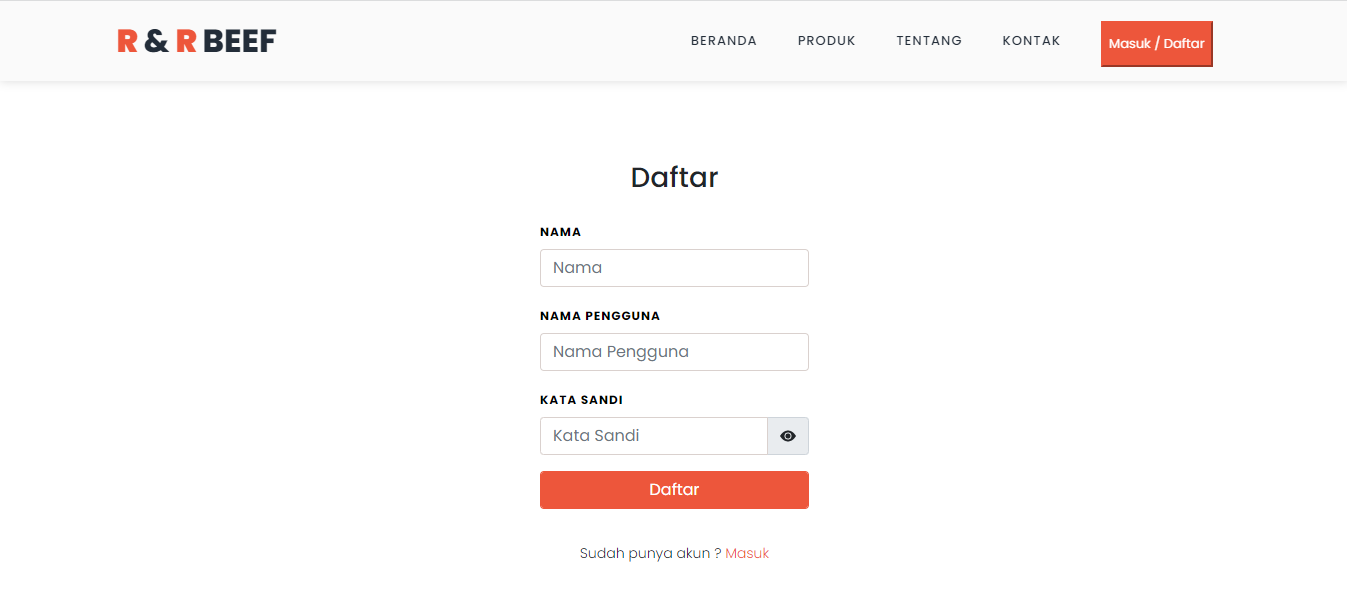 R & R BEEF
BERANDA PRODUK TENTANG KONTAK Masuk / Daftar
Daftar
NAMA
Nama
NAMA PENGGUNA
Nama Pengguna
KATA SANDI
Kata Sandi
Daftar
Sudah punya akun ? Masuk